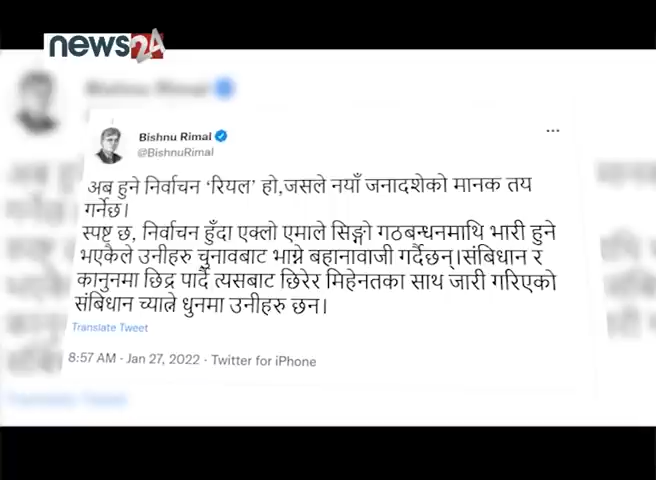 news24
Bishnu Rimal
@BishnuRimal
अब हुने निर्वाचन ‘रियल’ हो,जसले नयाँ जनादशेको मानक तय
गर्नेछ।
स्पष्ट छ, निर्वाचन हुँदा एक्लो एमाले सिङ्गो गठबन्धनमाथि भारी हुने
भएकैले उनीहरु चुनावबाट भाग्ने बहानावाजी गर्दैछन्।संबिधान र
कानुनमा छिद्र पार्दै त्यसबाट छिरेर मिहेनतका साथ जारी गरिएको
संबिधान च्यात्ने धुनमा उनीहरु छन।
Translate Tweet
8:57 AM · Jan 27, 2022 · Twitter for iPhone